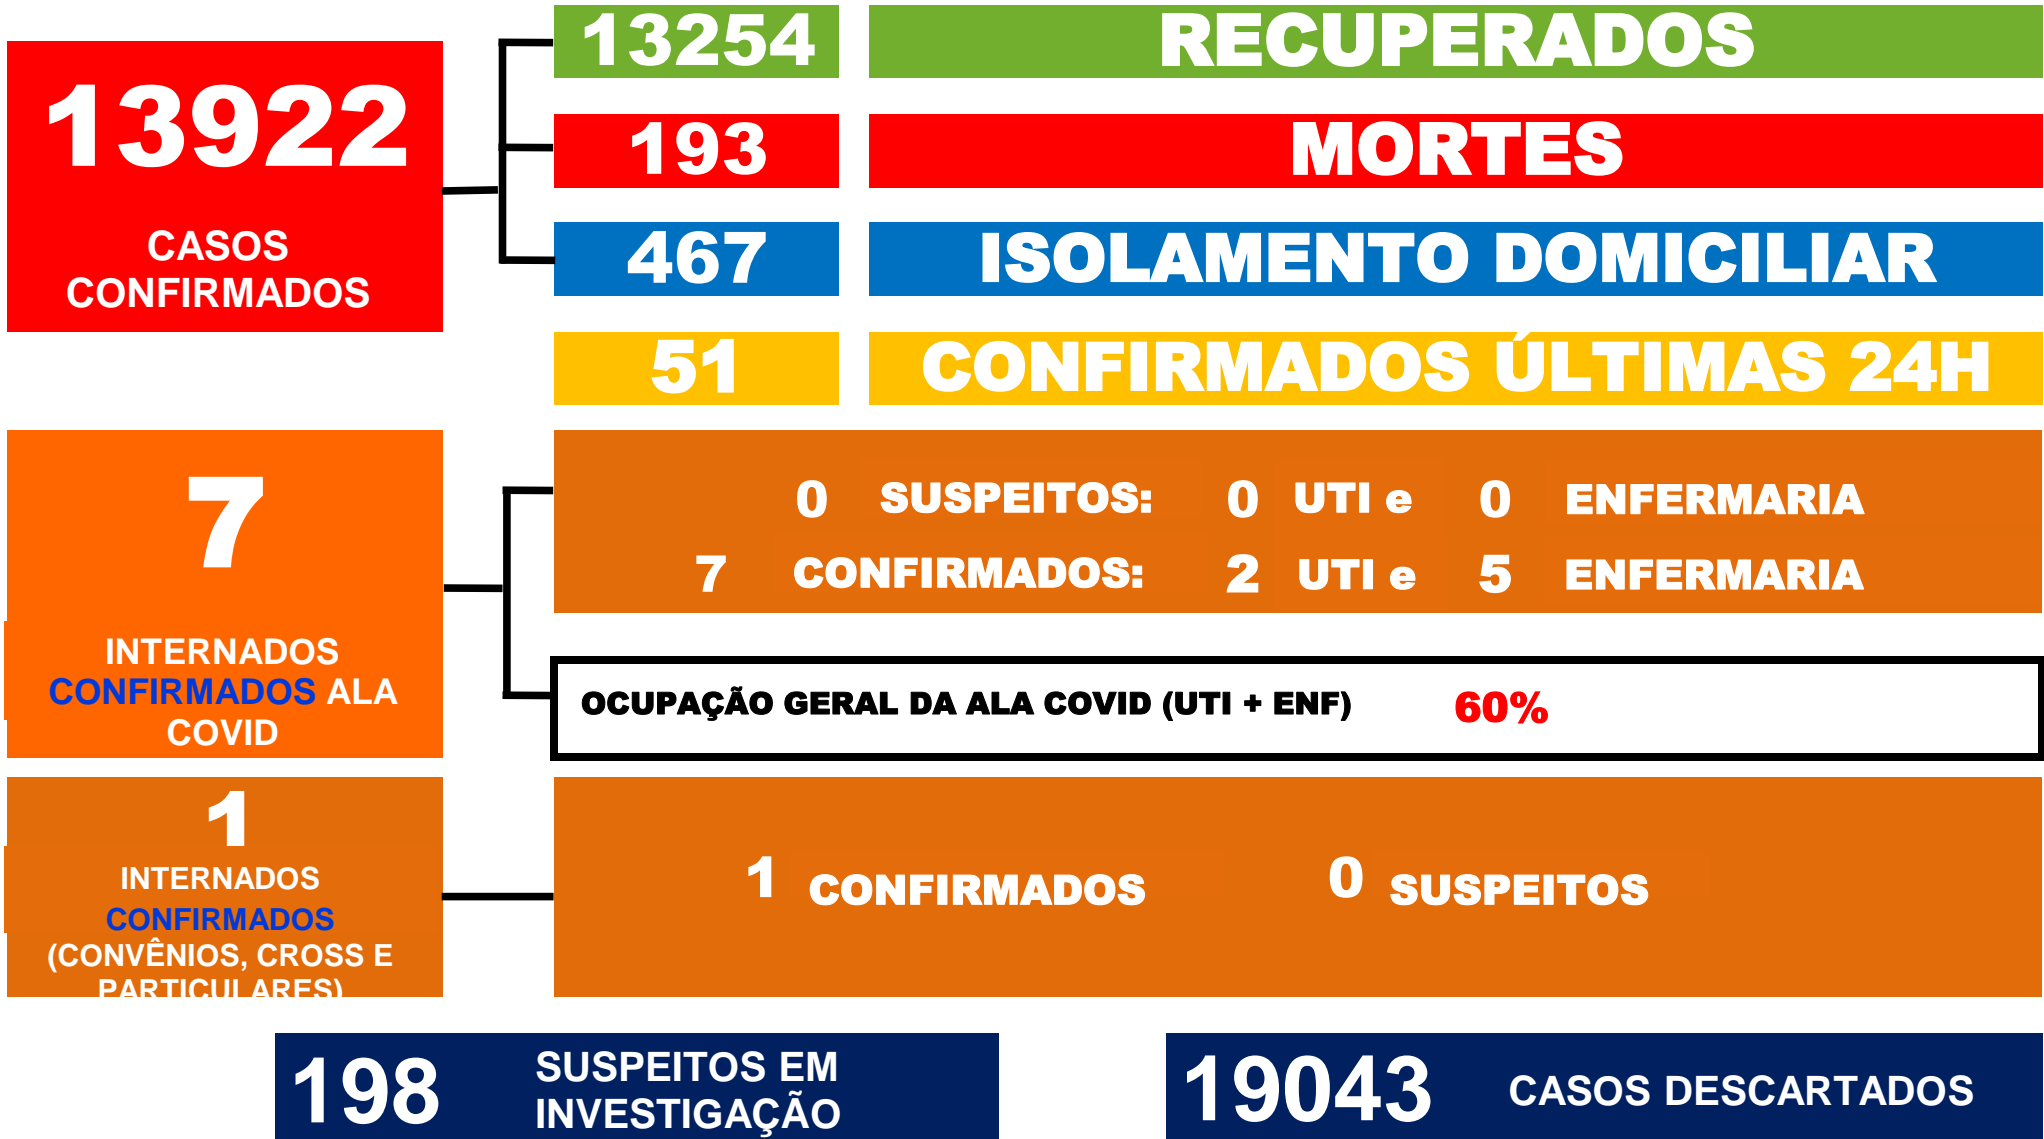 13922
CASOS
CONFIRMADOS
13254 RECUPERADOS
193 MORTES
467 ISOLAMENTO DOMICILIAR
51 CONFIRMADOS ÚLTIMAS 24H
7
INTERNADOS
CONFIRMADOS ALA
COVID
0 SUSPEITOS: 0 UTI e 0 ENFERMARIA
7 CONFIRMADOS: 2 UTI e 5 ENFERMARIA
OCUPAÇÃO GERAL DA ALA COVID (UTI + ENF) 60%
1
INTERNADOS
CONFIRMADOS
(CONVÊNIOS, CROSS E
PARTICULARES)
1 CONFIRMADOS 0 SUSPEITOS
198 SUSPEITOS EM
INVESTIGAÇÃO
19043 CASOS DESCARTADOS